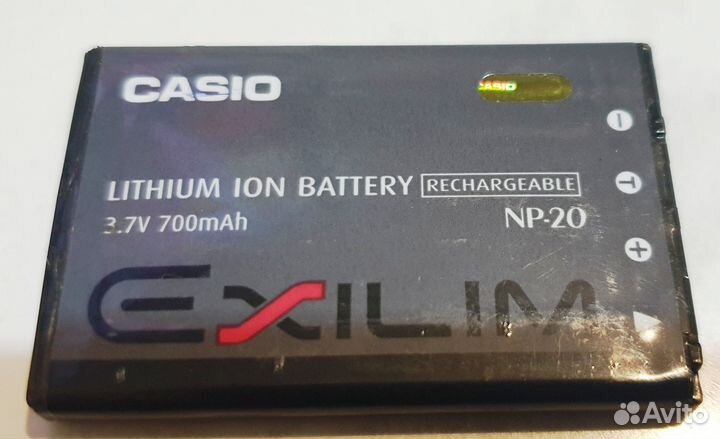 CASIO
CASIO
LITHIUM ION BATTERY RECHARGEABLE
3.7V 700mAh NP-20
EXILIM
−
T
+
Avito